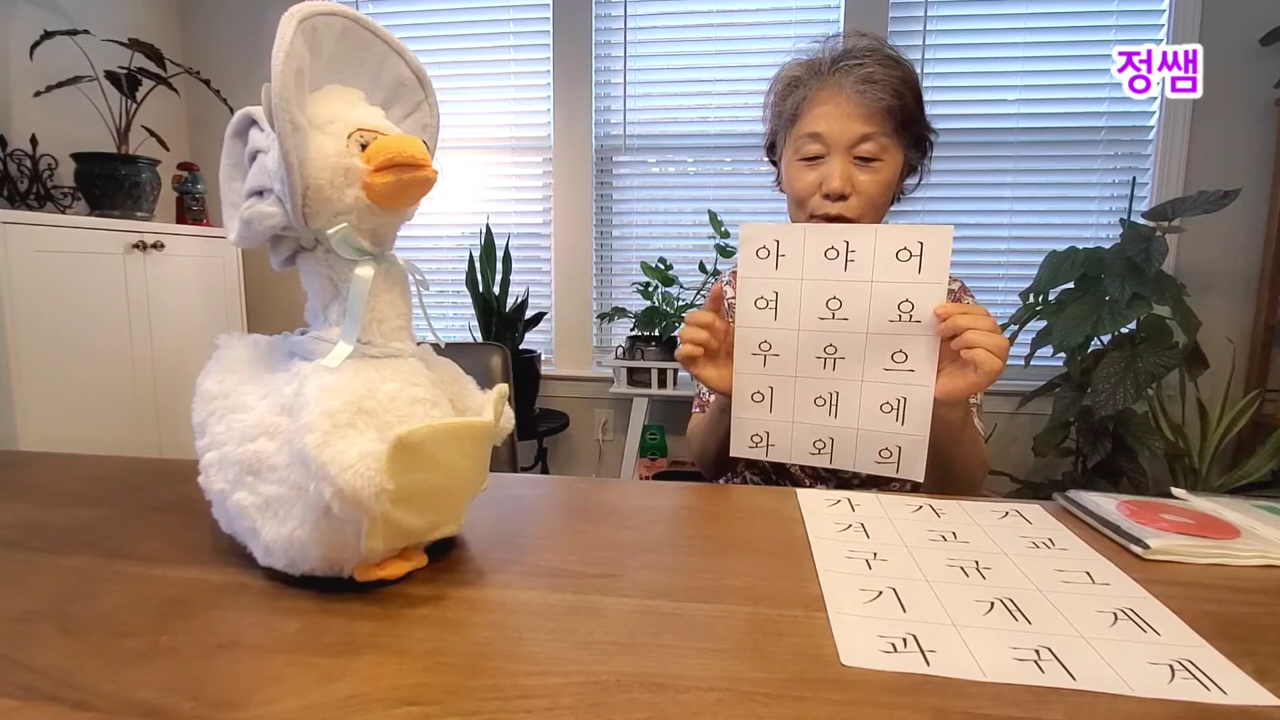 정쌤
아 야 어
여 오 요
우 유 으
이 애 에
와 외 의
가 갸 거
겨 고 교
구 규 그
기 개 게
과 귀 계